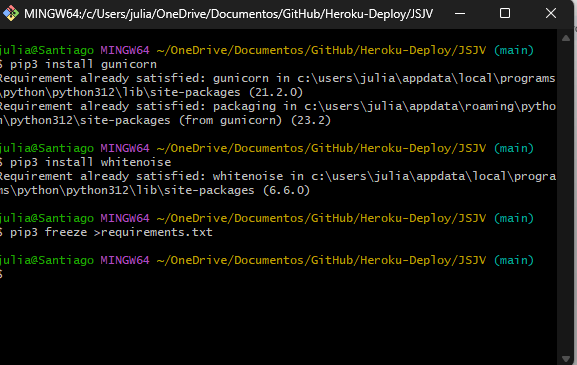 MINGW64:/c/Users/julia/OneDrive/Documentos/GitHub/Heroku-Deploy/JSJV
julia@Santiago MINGW64 ~/OneDrive/Documentos/GitHub/Heroku-Deploy/JSJV (main)
$ pip3 install gunicorn
Requirement already satisfied: gunicorn in c:\users\julia\appdata\local\programs
\python\python312\lib\site-packages (21.2.0)
Requirement already satisfied: packaging in c:\users\julia\appdata\roaming\pytho
n\python312\site-packages (from gunicorn) (23.2)
julia@Santiago MINGW64 ~/OneDrive/Documentos/GitHub/Heroku-Deploy/JSJV (main)
$ pip3 install whitenoise
Requirement already satisfied: whitenoise in c:\users\julia\appdata\local\progra
ms\python\python312\lib\site-packages (6.6.0)
julia@Santiago MINGW64 ~/OneDrive/Documentos/GitHub/Heroku-Deploy/JSJV (main)
$ pip3 freeze >requirements.txt
julia@Santiago MINGW64 ~/OneDrive/Documentos/GitHub/Heroku-Deploy/JSJV (main)
$